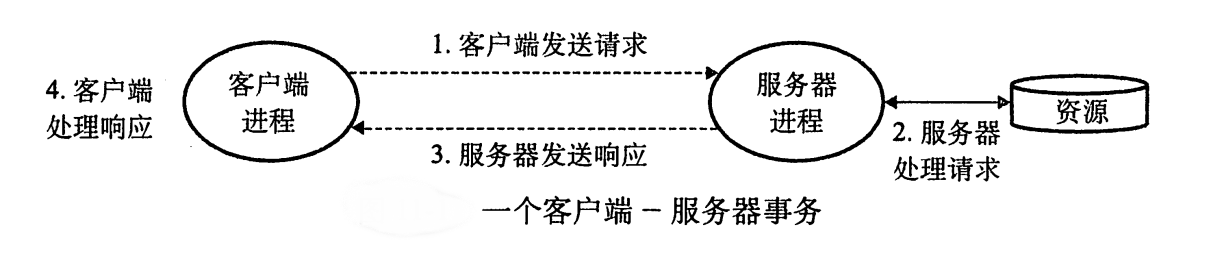 1. 客户端发送请求
4. 客户端
处理响应
客户端
进程
服务器
进程
资源
2. 服务器
处理请求
3. 服务器发送响应
一个客户端－服务器事务